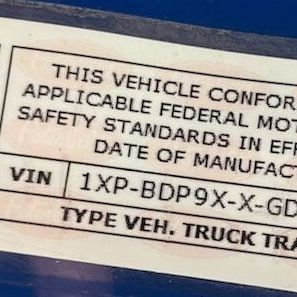 THIS VEHICLE CONFOR
APPLICABLE FEDERAL MOT
SAFETY STANDARDS IN EFF
DATE OF MANUFACT
VIN 1XP-BDP9X-X-GD
TYPE VEH. TRUCK TRA